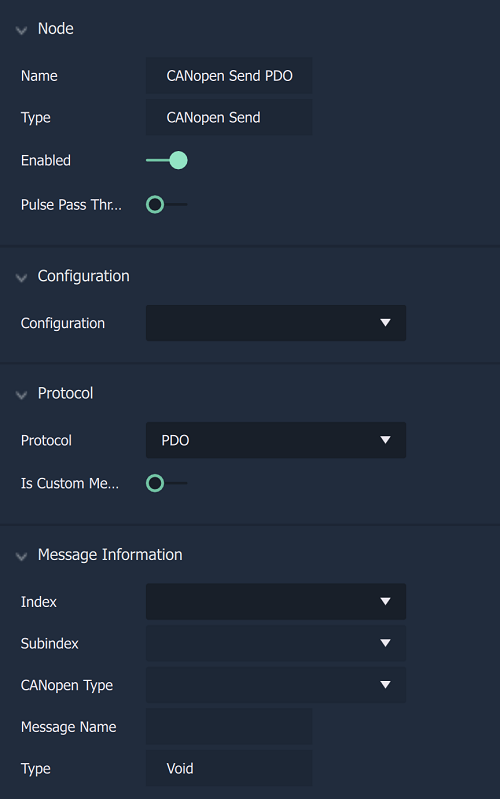 Node
Name CANopen Send PDO
Type CANopen Send
Enabled
Pulse Pass Thr...
Configuration
Configuration
Protocol
Protocol PDO
Is Custom Me...
Message Information
Index
Subindex
CANopen Type
Message Name
Type Void